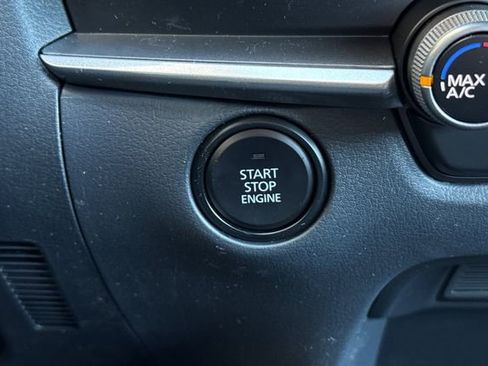 MAX
A/C
START
STOP
ENGINE